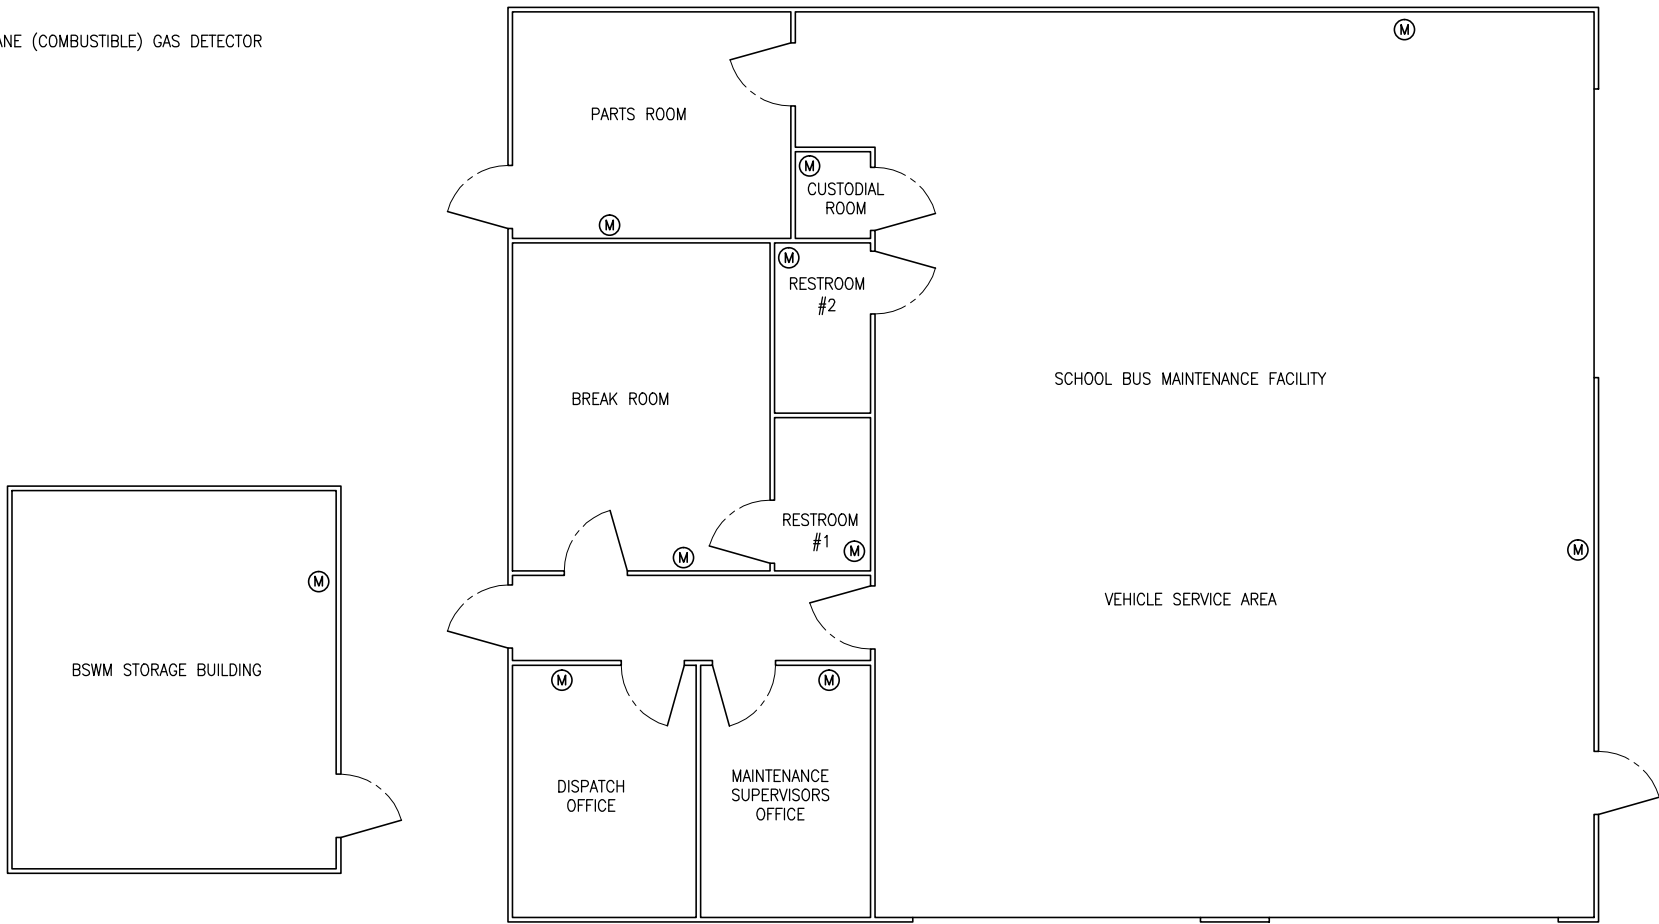 ANE (COMBUSTIBLE) GAS DETECTOR
M
PARTS ROOM
M
CUSTODIAL
ROOM
M
M
RESTROOM
#2
SCHOOL BUS MAINTENANCE FACILITY
BREAK ROOM
RESTROOM
#1
M
M
M
M
VEHICLE SERVICE AREA
BSWM STORAGE BUILDING
M
M
DISPATCH
OFFICE
MAINTENANCE
SUPERVISORS
OFFICE